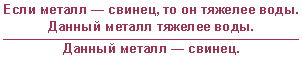 Если металл — свинец, то он тяжелее воды.
Данный металл тяжелее воды.
Данный металл — свинец.